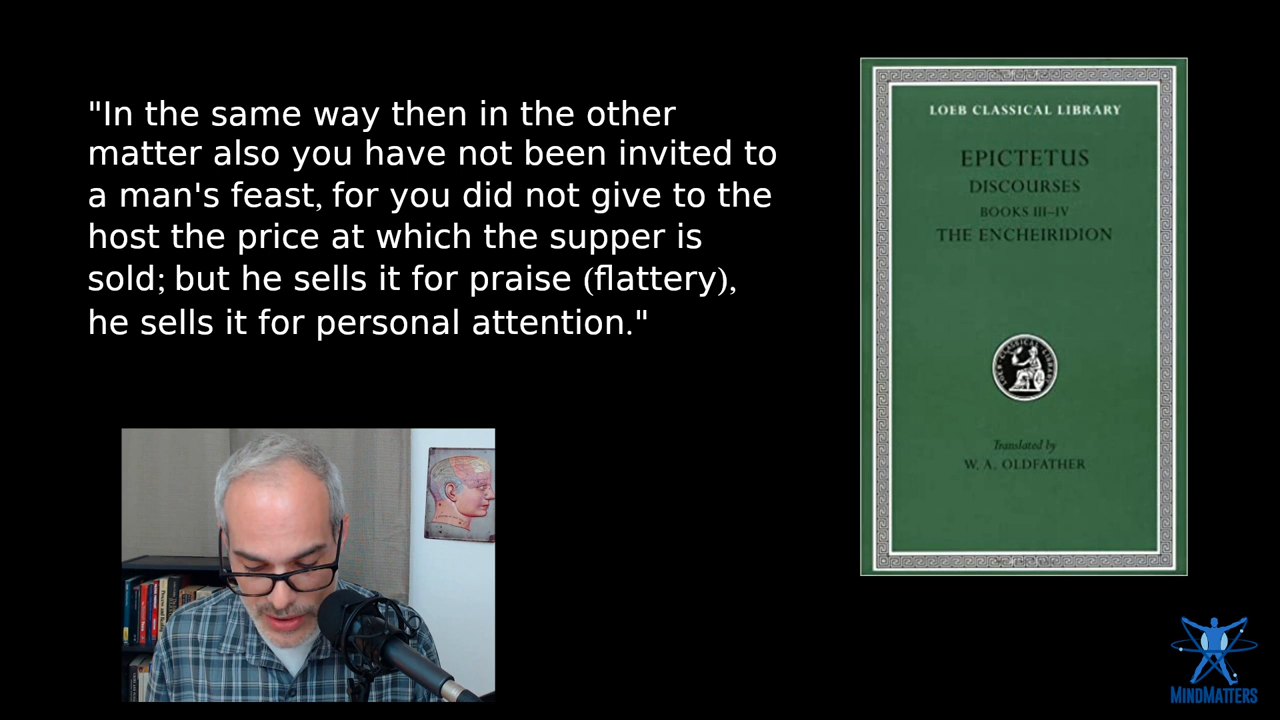 "In the same way then in the other
matter also you have not been invited to
a man's feast, for you did not give to the
host the price at which the supper is
sold; but he sells it for praise (flattery),
he sells it for personal attention."
LOEB CLASSICAL LIBRARY
EPICTETUS
DISCOURSES
BOOKS III–IV
THE ENCHEIRIDION
Translated by
W. A. OLDFATHER
MINDMATTERS